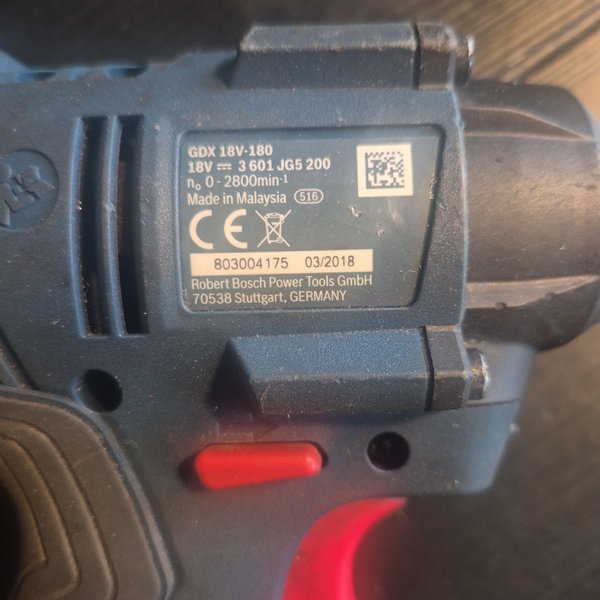 GDX 18V-180
18V ⎓ 3 601 JG5 200
n₀ 0 - 2800min⁻¹
Made in Malaysia 516
CE
803004175 03/2018
Robert Bosch Power Tools GmbH
70538 Stuttgart, GERMANY